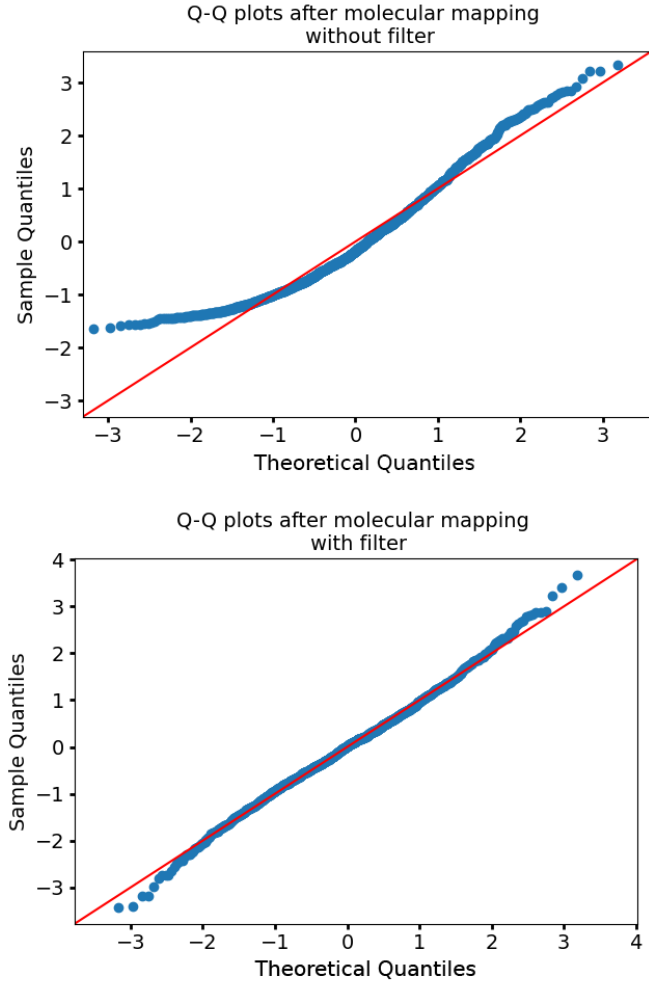 Q-Q plots after molecular mapping
without filter
3
2
1
0
−1
−2
−3
Sample Quantiles
−3 −2 −1 0 1 2 3
Theoretical Quantiles
Q-Q plots after molecular mapping
with filter
4
3
2
1
0
−1
−2
−3
Sample Quantiles
−3 −2 −1 0 1 2 3 4
Theoretical Quantiles